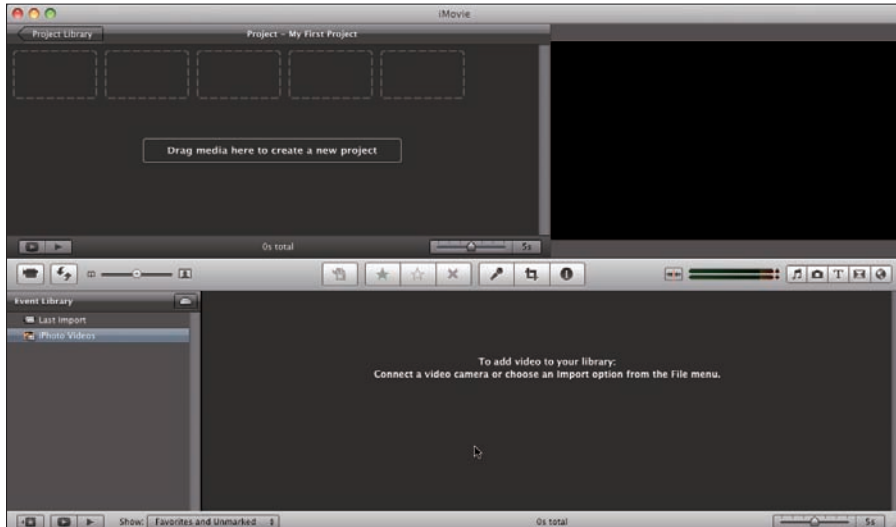 iMovie
Project Library
Project - My First Project
Drag media here to create a new project
0s total
5s
T
Event Library
Last Import
iPhoto Videos
To add video to your library:
Connect a video camera or choose an Import option from the File menu.
Show: Favorites and Unmarked
0s total
5s